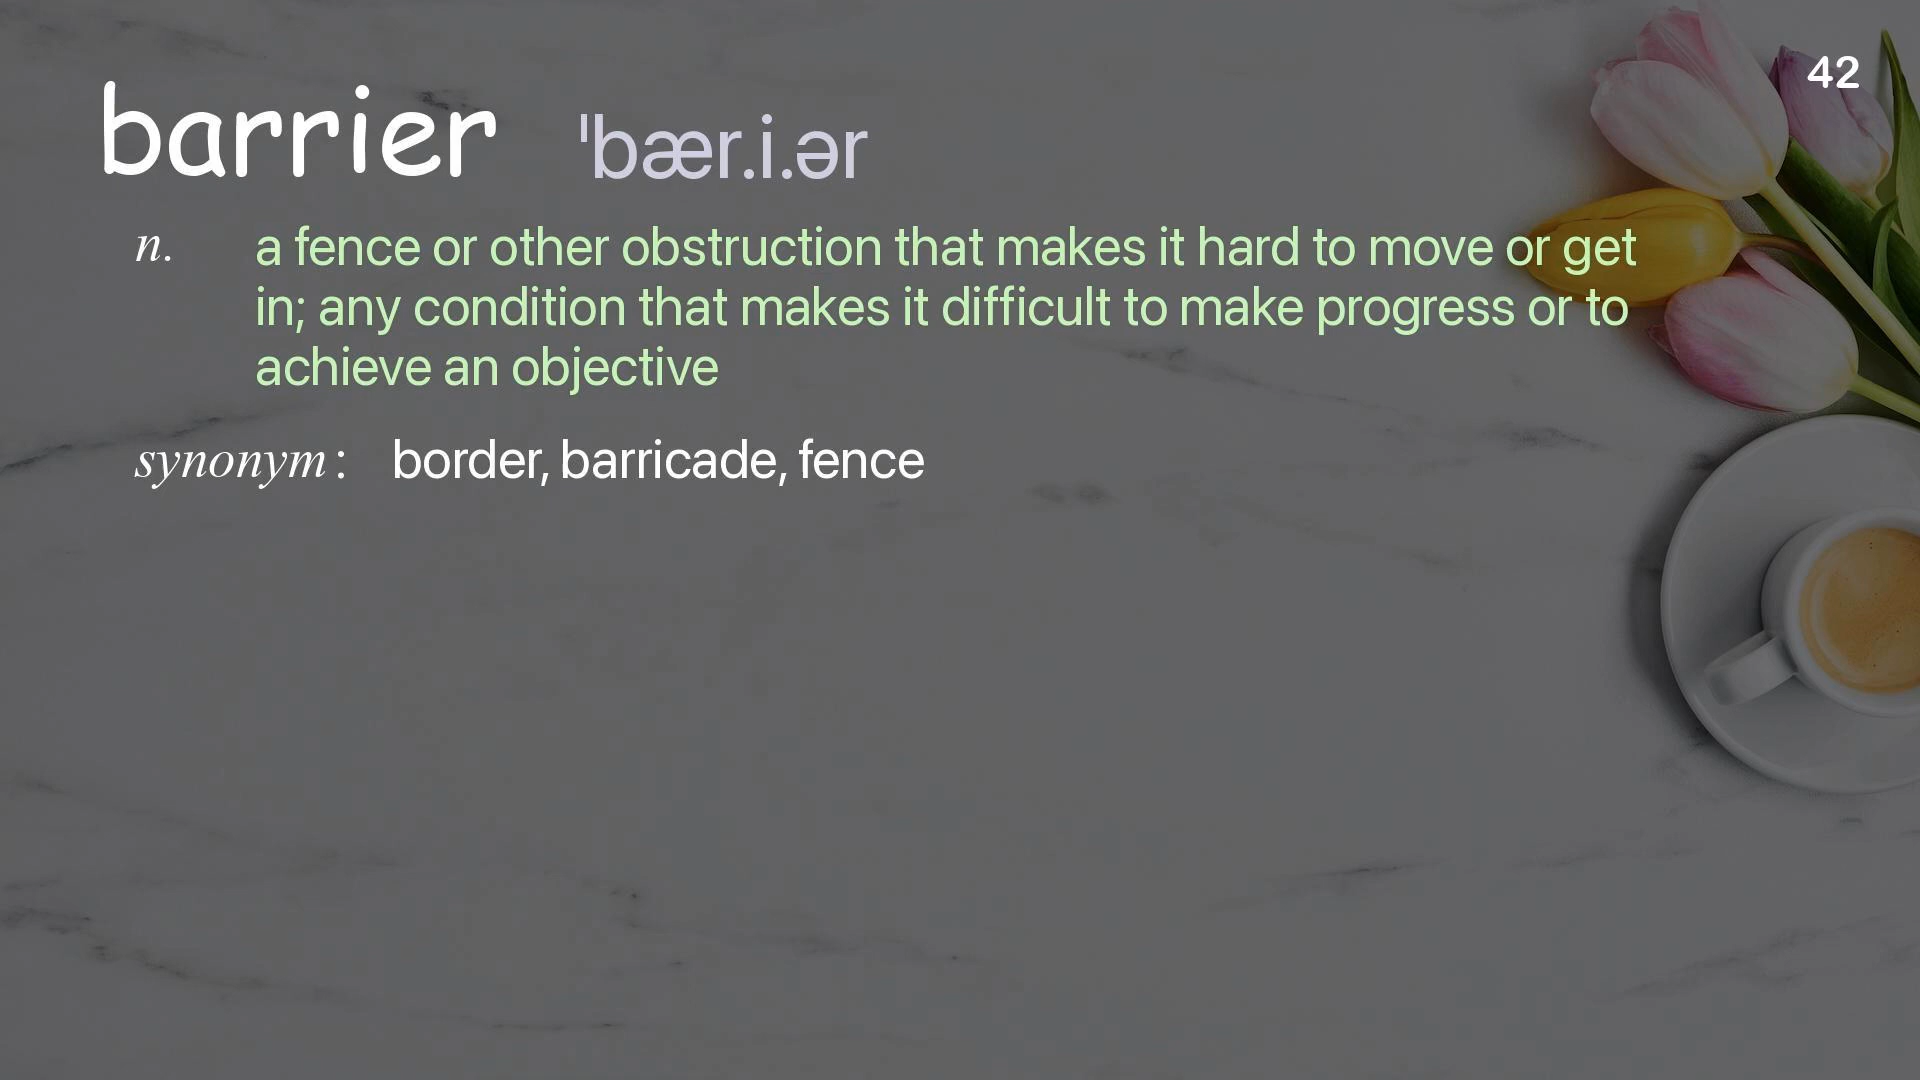 42
barrier ˈbær.i.ər
n. a fence or other obstruction that makes it hard to move or get
in; any condition that makes it difficult to make progress or to
achieve an objective
synonym: border, barricade, fence